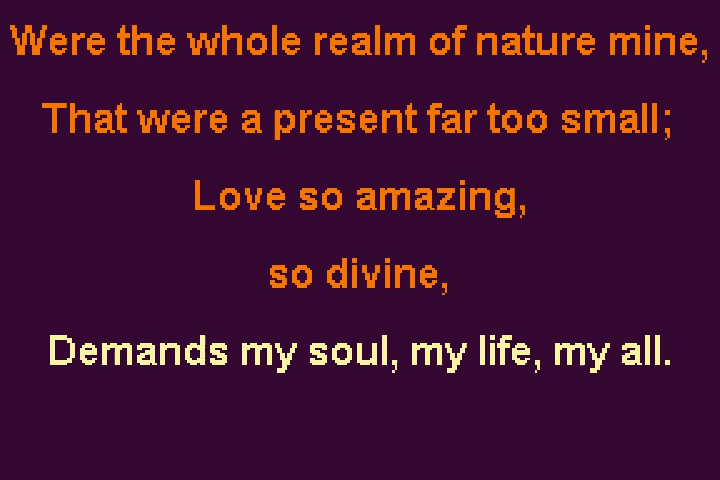 Were the whole realm of nature mine,
That were a present far too small;
Love so amazing,
so divine,
Demands my soul, my life, my all.